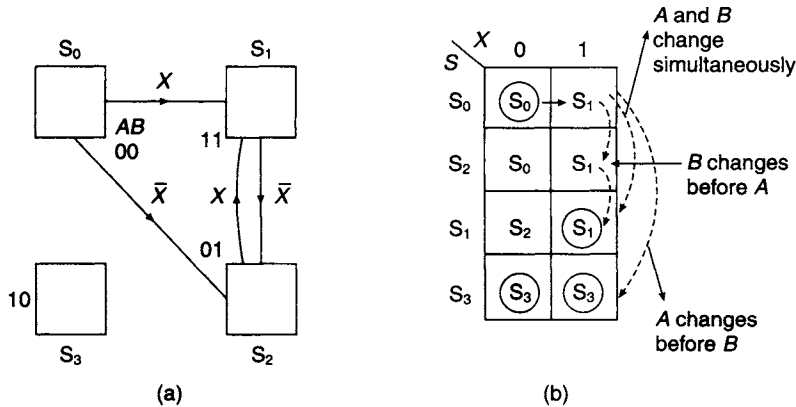 S₀
S₁
X
AB
00
11
X̄
X
X̄
01
10
S₃
S₂
(a)
X
S
0
1
A and B
change
simultaneously
S₀
S₀
S₁
S₂
S₀
S₁
B changes
before A
S₁
S₂
S₁
S₃
S₃
S₃
A changes
before B
(b)